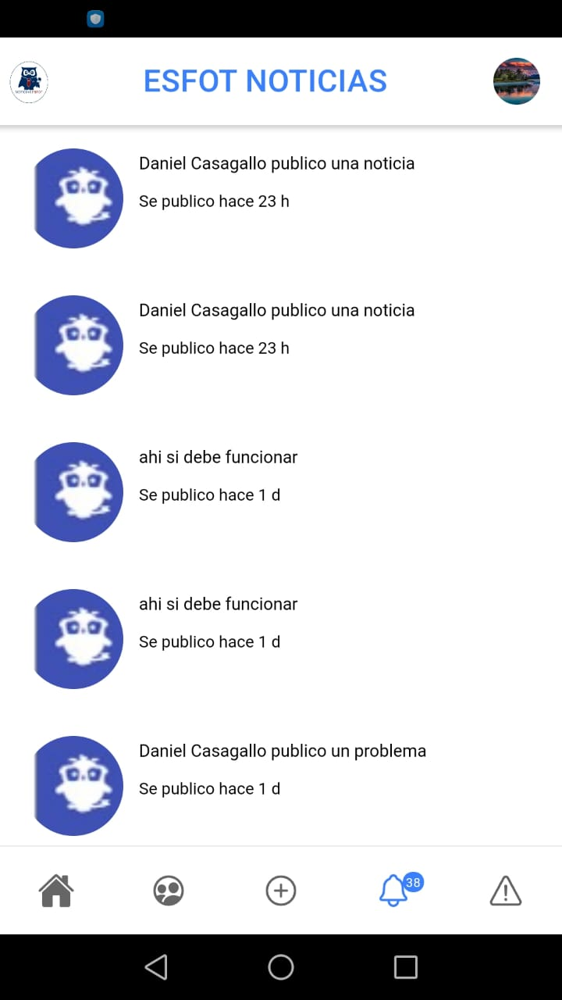 ESFOT NOTICIAS
NOTICIAS ESFOT
Daniel Casagallo publico una noticia
Se publico hace 23 h
Daniel Casagallo publico una noticia
Se publico hace 23 h
ahi si debe funcionar
Se publico hace 1 d
ahi si debe funcionar
Se publico hace 1 d
Daniel Casagallo publico un problema
Se publico hace 1 d
38